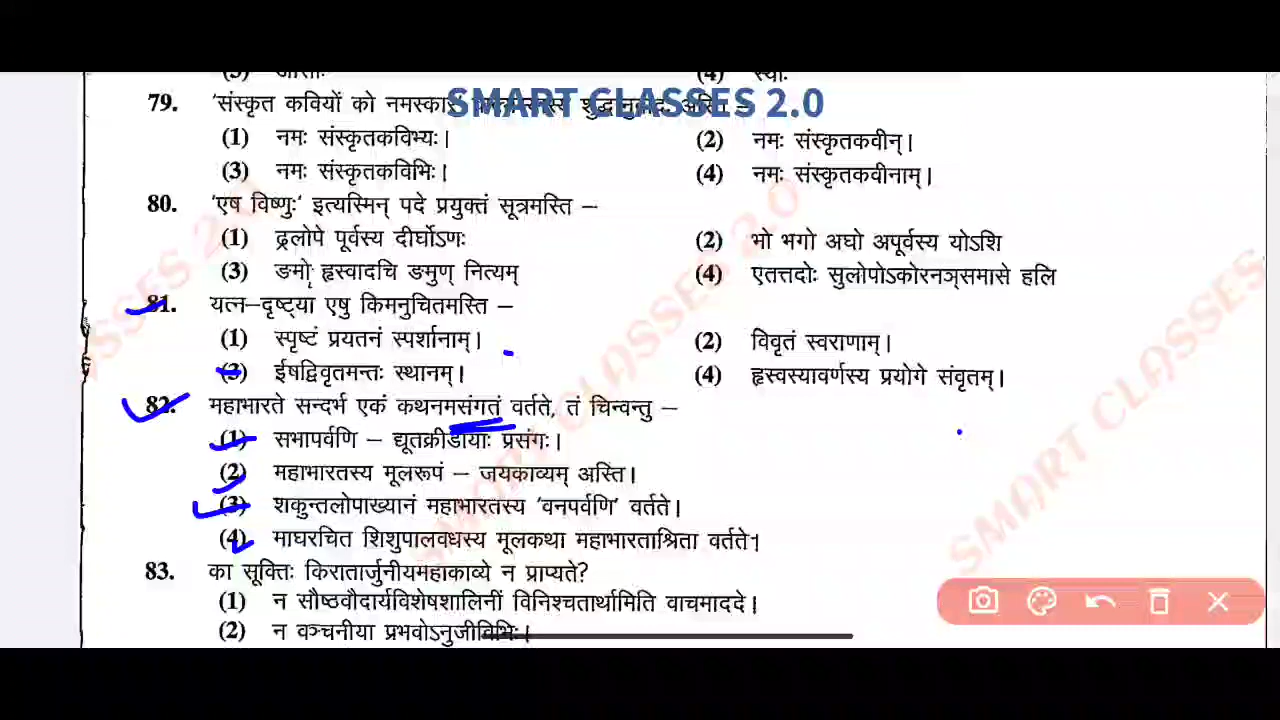 SMART CLASSES 2.0
79. 'संस्कृत कवियों को नमस्कार अस्ति –
(1) नमः संस्कृतकविभ्यः। (2) नमः संस्कृतकवीन्।
(3) नमः संस्कृतकविभिः। (4) नमः संस्कृतकवीनाम्।
80. 'एष विष्णुः' इत्यस्मिन् पदे प्रयुक्तं सूत्रमस्ति –
(1) द्रलोपे पूर्वस्य दीर्घोऽणः (2) भो भगो अघो अपूर्वस्य योऽशि
(3) ङमो ह्रस्वादचि ङमुण् नित्यम् (4) एतत्तदोः सुलोपोऽकोरनञ्समासे हलि
81. यत्न-दृष्ट्या एषु किमनुचितमस्ति –
(1) स्पृष्टं प्रयतनं स्पर्शानाम्। (2) विवृतं स्वराणाम्।
(3) ईषद्विवृतमन्तः स्थानम्। (4) ह्रस्वस्यावर्णस्य प्रयोगे संवृतम्।
82. महाभारते सन्दर्भ एकं कथनमसंगतं वर्तते, तं चिन्वन्तु –
(1) सभापर्वणि – द्यूतक्रीडायाः प्रसंगः।
(2) महाभारतस्य मूलरूपं – जयकाव्यम् अस्ति।
(3) शकुन्तलोपाख्यानं महाभारतस्य 'वनपर्वणि' वर्तते।
(4) माघरचित शिशुपालवधस्य मूलकथा महाभारताश्रिता वर्तते।
83. का सूक्तिः किरातार्जुनीयमहाकाव्ये न प्राप्यते?
(1) न सौष्ठवौदार्यविशेषशालिनीं विनिश्चतार्थामिति वाचमाददे।
(2) न वञ्चनीया प्रभवोऽनुजीविभिः।